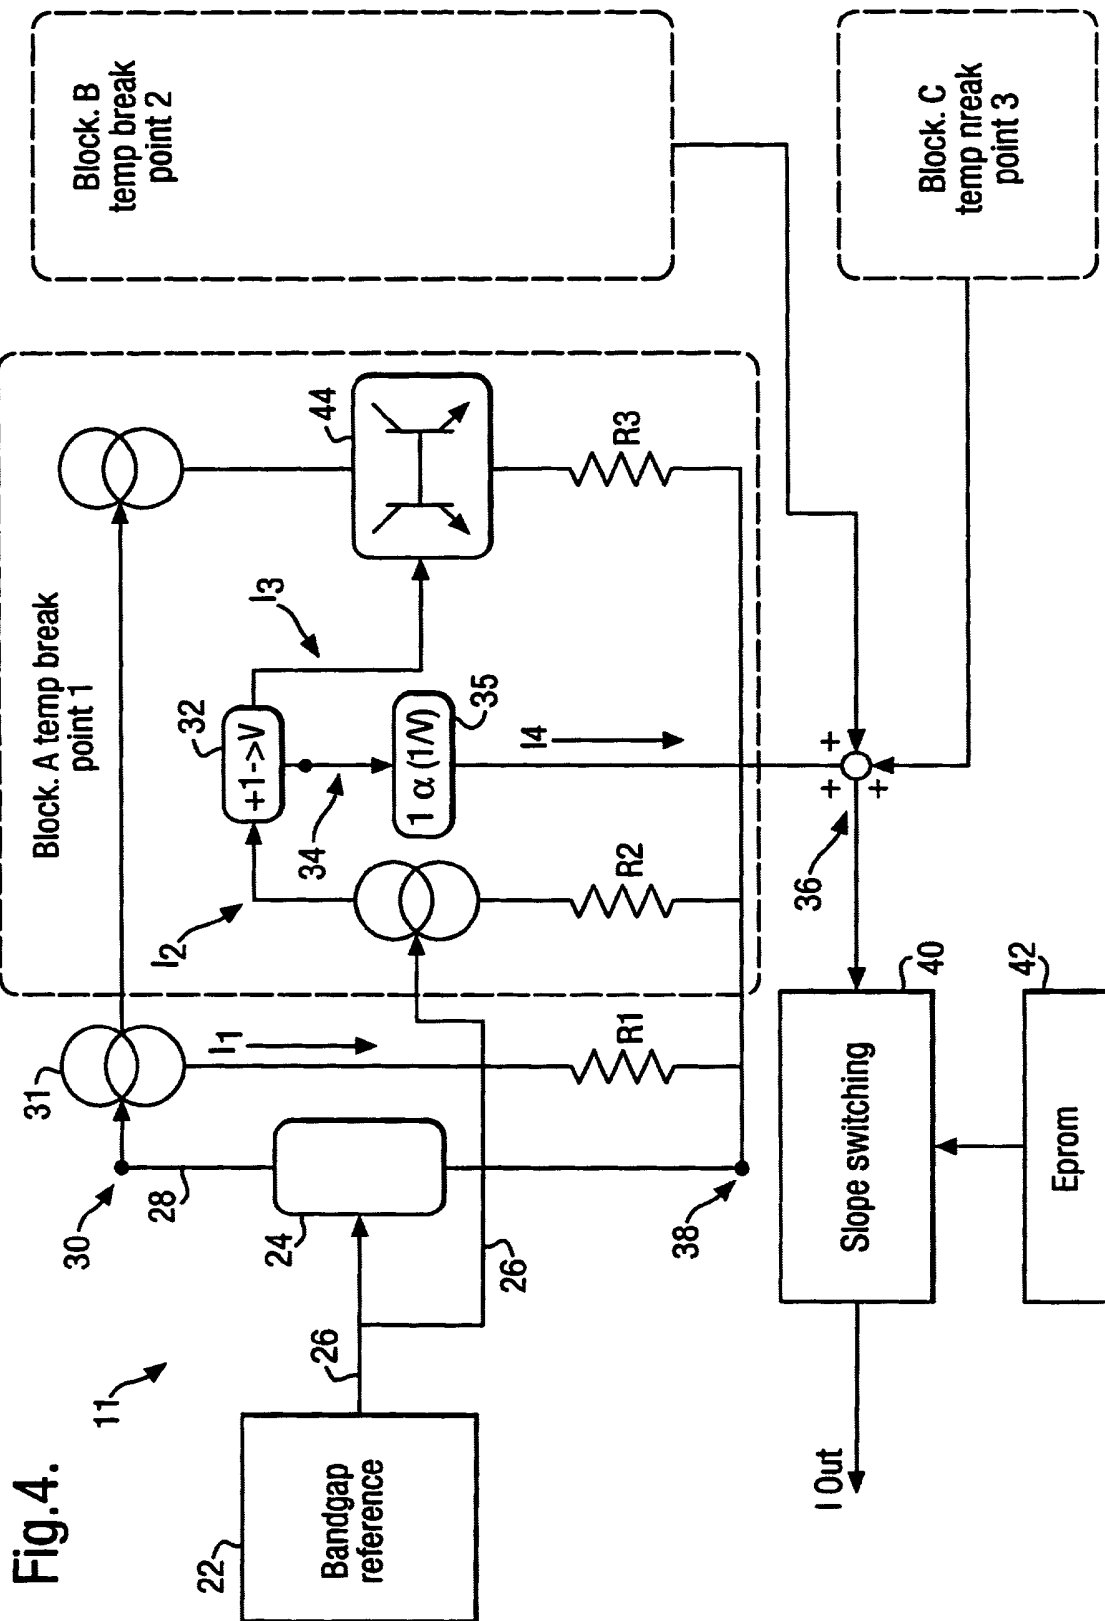 Fig.4.
11
22
Bandgap
reference
26
26
24
28
30
31
I1
R1
38
Block. A temp break
point 1
I2
32
+1->V
34
1 α (1/V)
35
I3
I4
44
R2
R3
Block. B
temp break
point 2
Block. C
temp nreak
point 3
+
+
+
36
Slope switching
40
Eprom
42
I Out